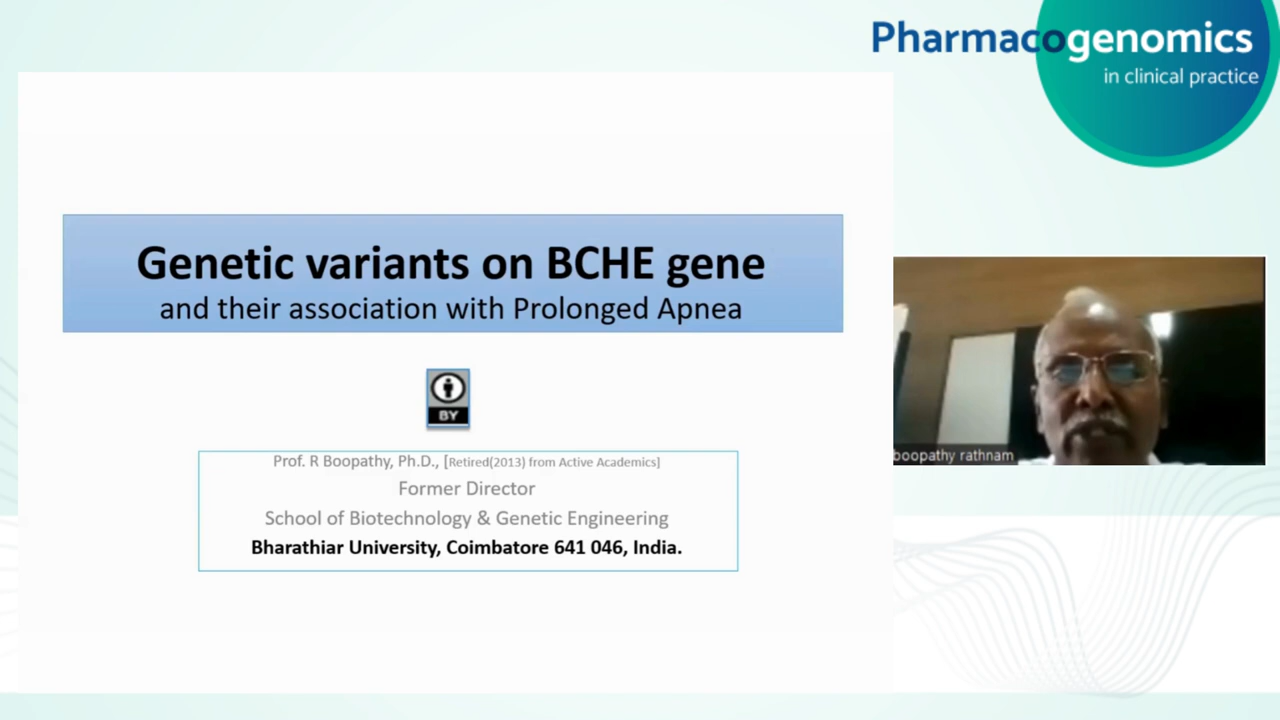 Pharmacogenomics
in clinical practice
Genetic variants on BCHE gene
and their association with Prolonged Apnea
BY
Prof. R Boopathy, Ph.D., [Retired(2013) from Active Academics]
Former Director
School of Biotechnology & Genetic Engineering
Bharathiar University, Coimbatore 641 046, India.
boopathy rathnam